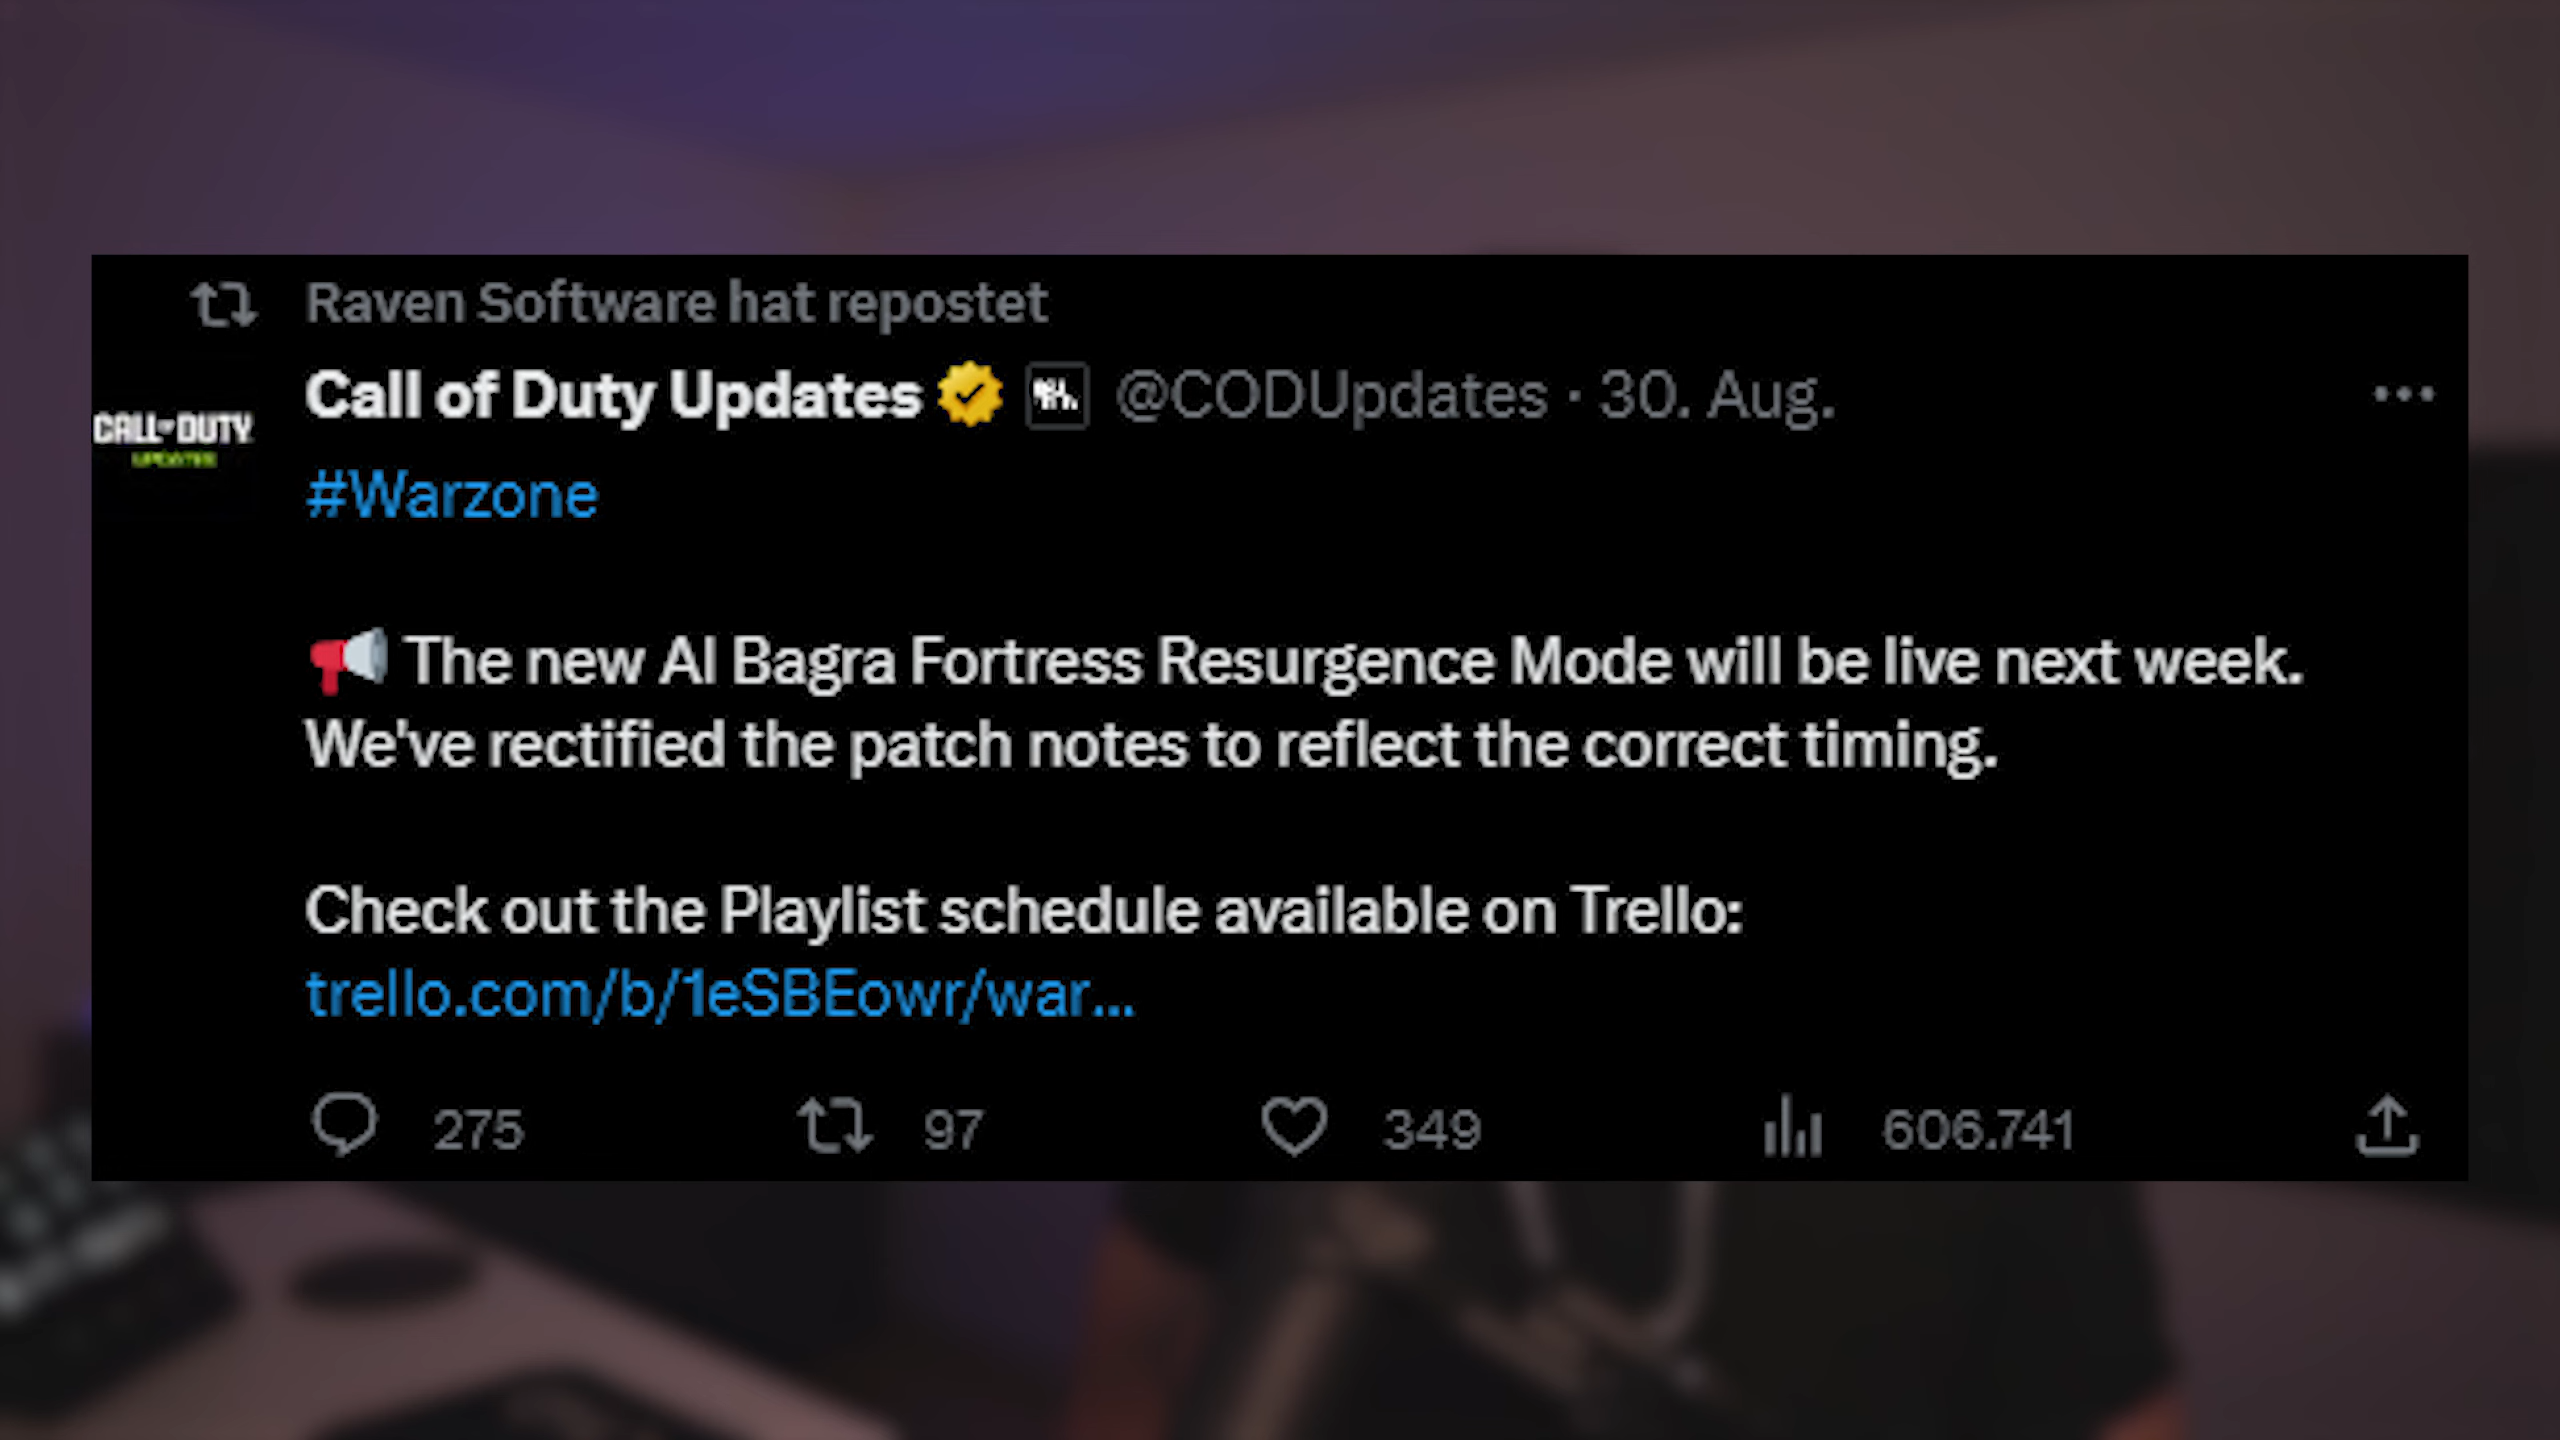 Raven Software hat repostet
Call of Duty Updates @CODUpdates · 30. Aug.
CALL OF DUTY
UPDATES
#Warzone
The new Al Bagra Fortress Resurgence Mode will be live next week.
We've rectified the patch notes to reflect the correct timing.
Check out the Playlist schedule available on Trello:
trello.com/b/1eSBEowr/war...
275 97 349 606.741